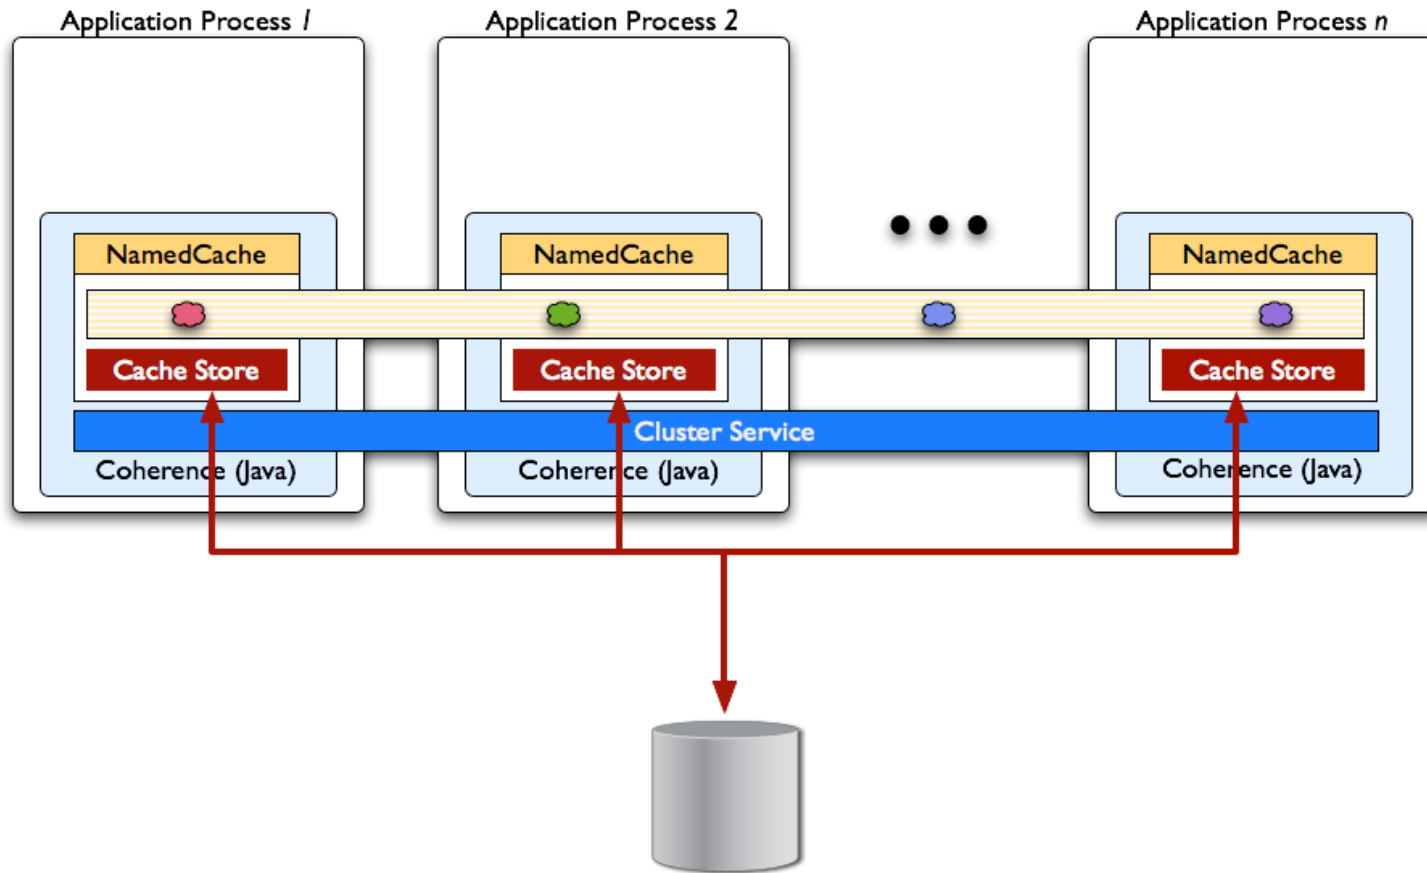 Application Process 1
Application Process 2
Application Process n
NamedCache
NamedCache
NamedCache
Cache Store
Cache Store
Cache Store
Cluster Service
Coherence (Java)
Coherence (Java)
Coherence (Java)